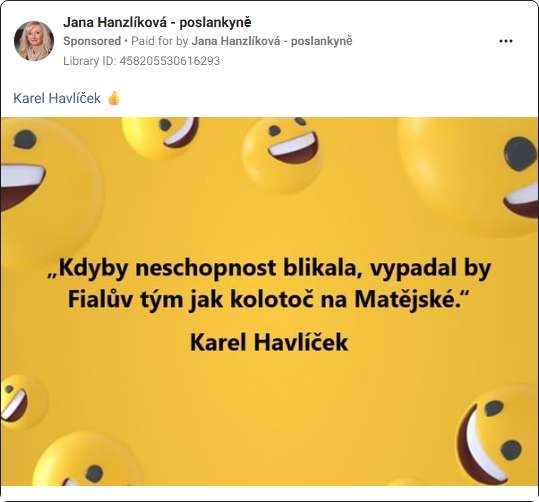 Jana Hanzlíková - poslankyně
Sponsored • Paid for by Jana Hanzlíková - poslankyně
Library ID: 458205530616293
Karel Havlíček 👍
„Kdyby neschopnost blikala, vypadal by
Fialův tým jak kolotoč na Matějské.“
Karel Havlíček